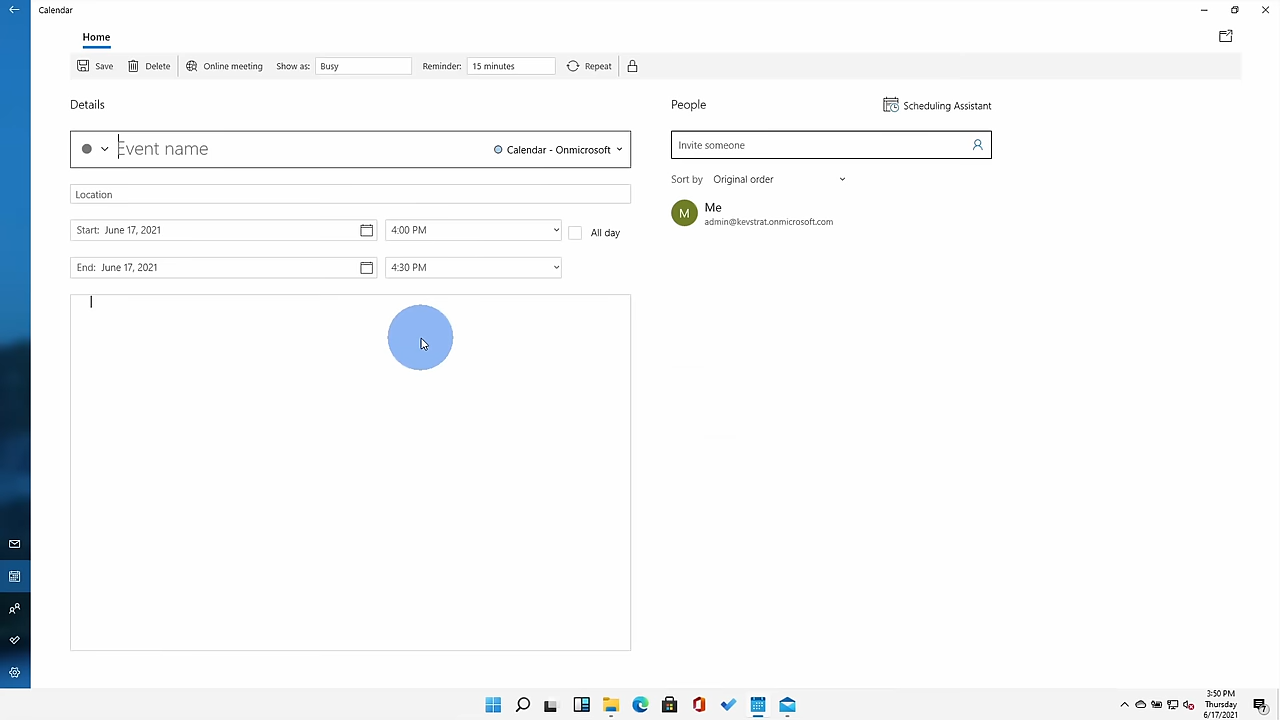 Calendar
Home
Save Delete Online meeting Show as: Busy Reminder: 15 minutes Repeat
Details
Event name Calendar - Onmicrosoft
Location
Start: June 17, 2021 4:00 PM All day
End: June 17, 2021 4:30 PM
People Scheduling Assistant
Invite someone
Sort by Original order
M Me
admin@kevstrat.onmicrosoft.com
3:50 PM
Thursday
6/17/2021